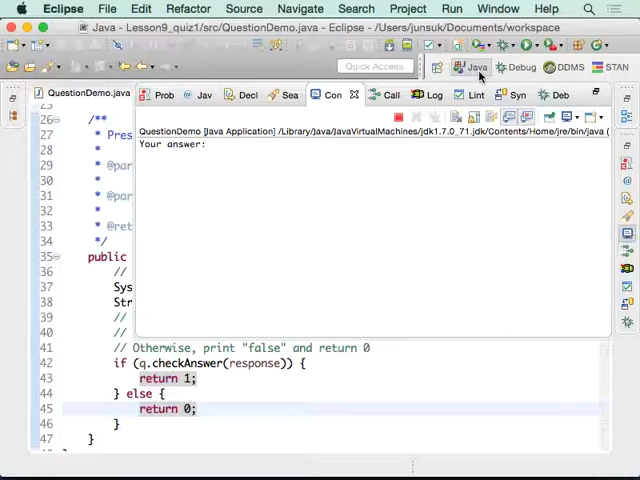 Eclipse File Edit Refactor Source Navigate Search Project Run Window Help
Java - Lesson9_quiz1/src/QuestionDemo.java - Eclipse - /Users/junsuk/Documents/workspace
Quick Access Java Debug DDMS STAN
QuestionDemo.java Prob Jav Decl Sea Con Call Log Lint Syn Deb
QuestionDemo [Java Application] /Library/Java/JavaVirtualMachines/jdk1.7.0_71.jdk/Contents/Home/jre/bin/java (
Your answer:
26 /**
27 * Pres
28 *
29 * @par
30 *
31 * @par
32 *
33 * @ret
34 */
35 public
36 //
37 Sys
38 Str
39 //
40 //
41 // Otherwise, print "false" and return 0
42 if (q.checkAnswer(response)) {
43 return 1;
44 } else {
45 return 0;
46 }
47 }